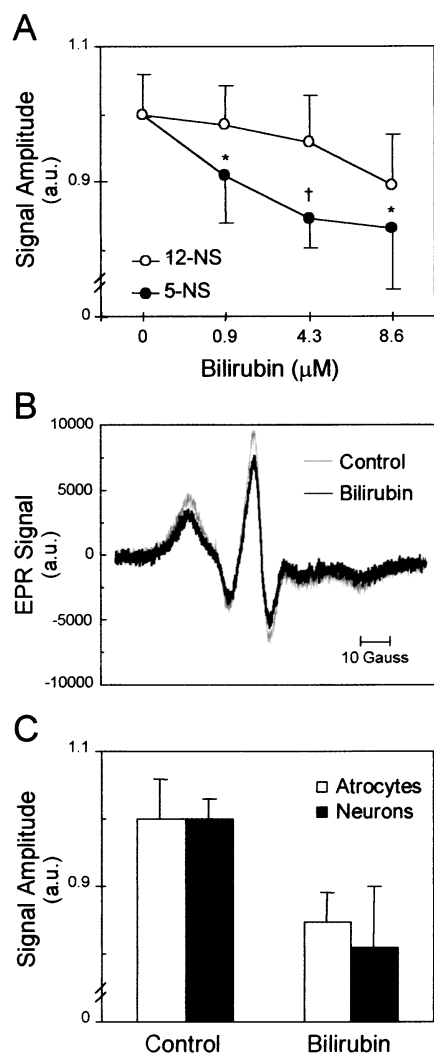 A
1.1
0.9
0
Signal Amplitude
(a.u.)
*
†
*
12-NS
5-NS
0 0.9 4.3 8.6
Bilirubin (μM)
B
10000
5000
0
-5000
-10000
EPR Signal
(a.u.)
Control
Bilirubin
10 Gauss
C
1.1
0.9
0
Signal Amplitude
(a.u.)
Atrocytes
Neurons
Control Bilirubin